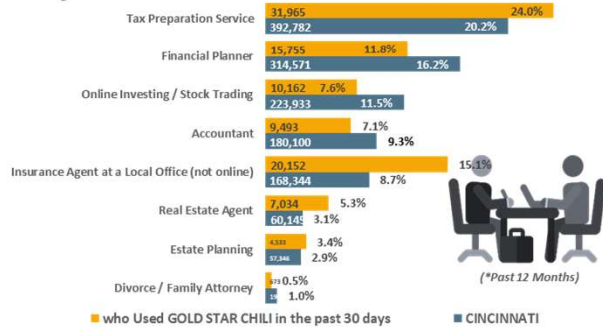 Tax Preparation Service 31,965 24.0%
392,782 20.2%
Financial Planner 15,755 11.8%
314,571 16.2%
Online Investing / Stock Trading 10,162 7.6%
223,933 11.5%
Accountant 9,493 7.1%
180,100 9.3%
Insurance Agent at a Local Office (not online) 20,152 15.1%
168,344 8.7%
Real Estate Agent 7,034 5.3%
60,145 3.1%
Estate Planning 4,533 3.4%
57,346 2.9%
Divorce / Family Attorney 673 0.5%
1.0%
(*Past 12 Months)
who Used GOLD STAR CHILI in the past 30 days CINCINNATI